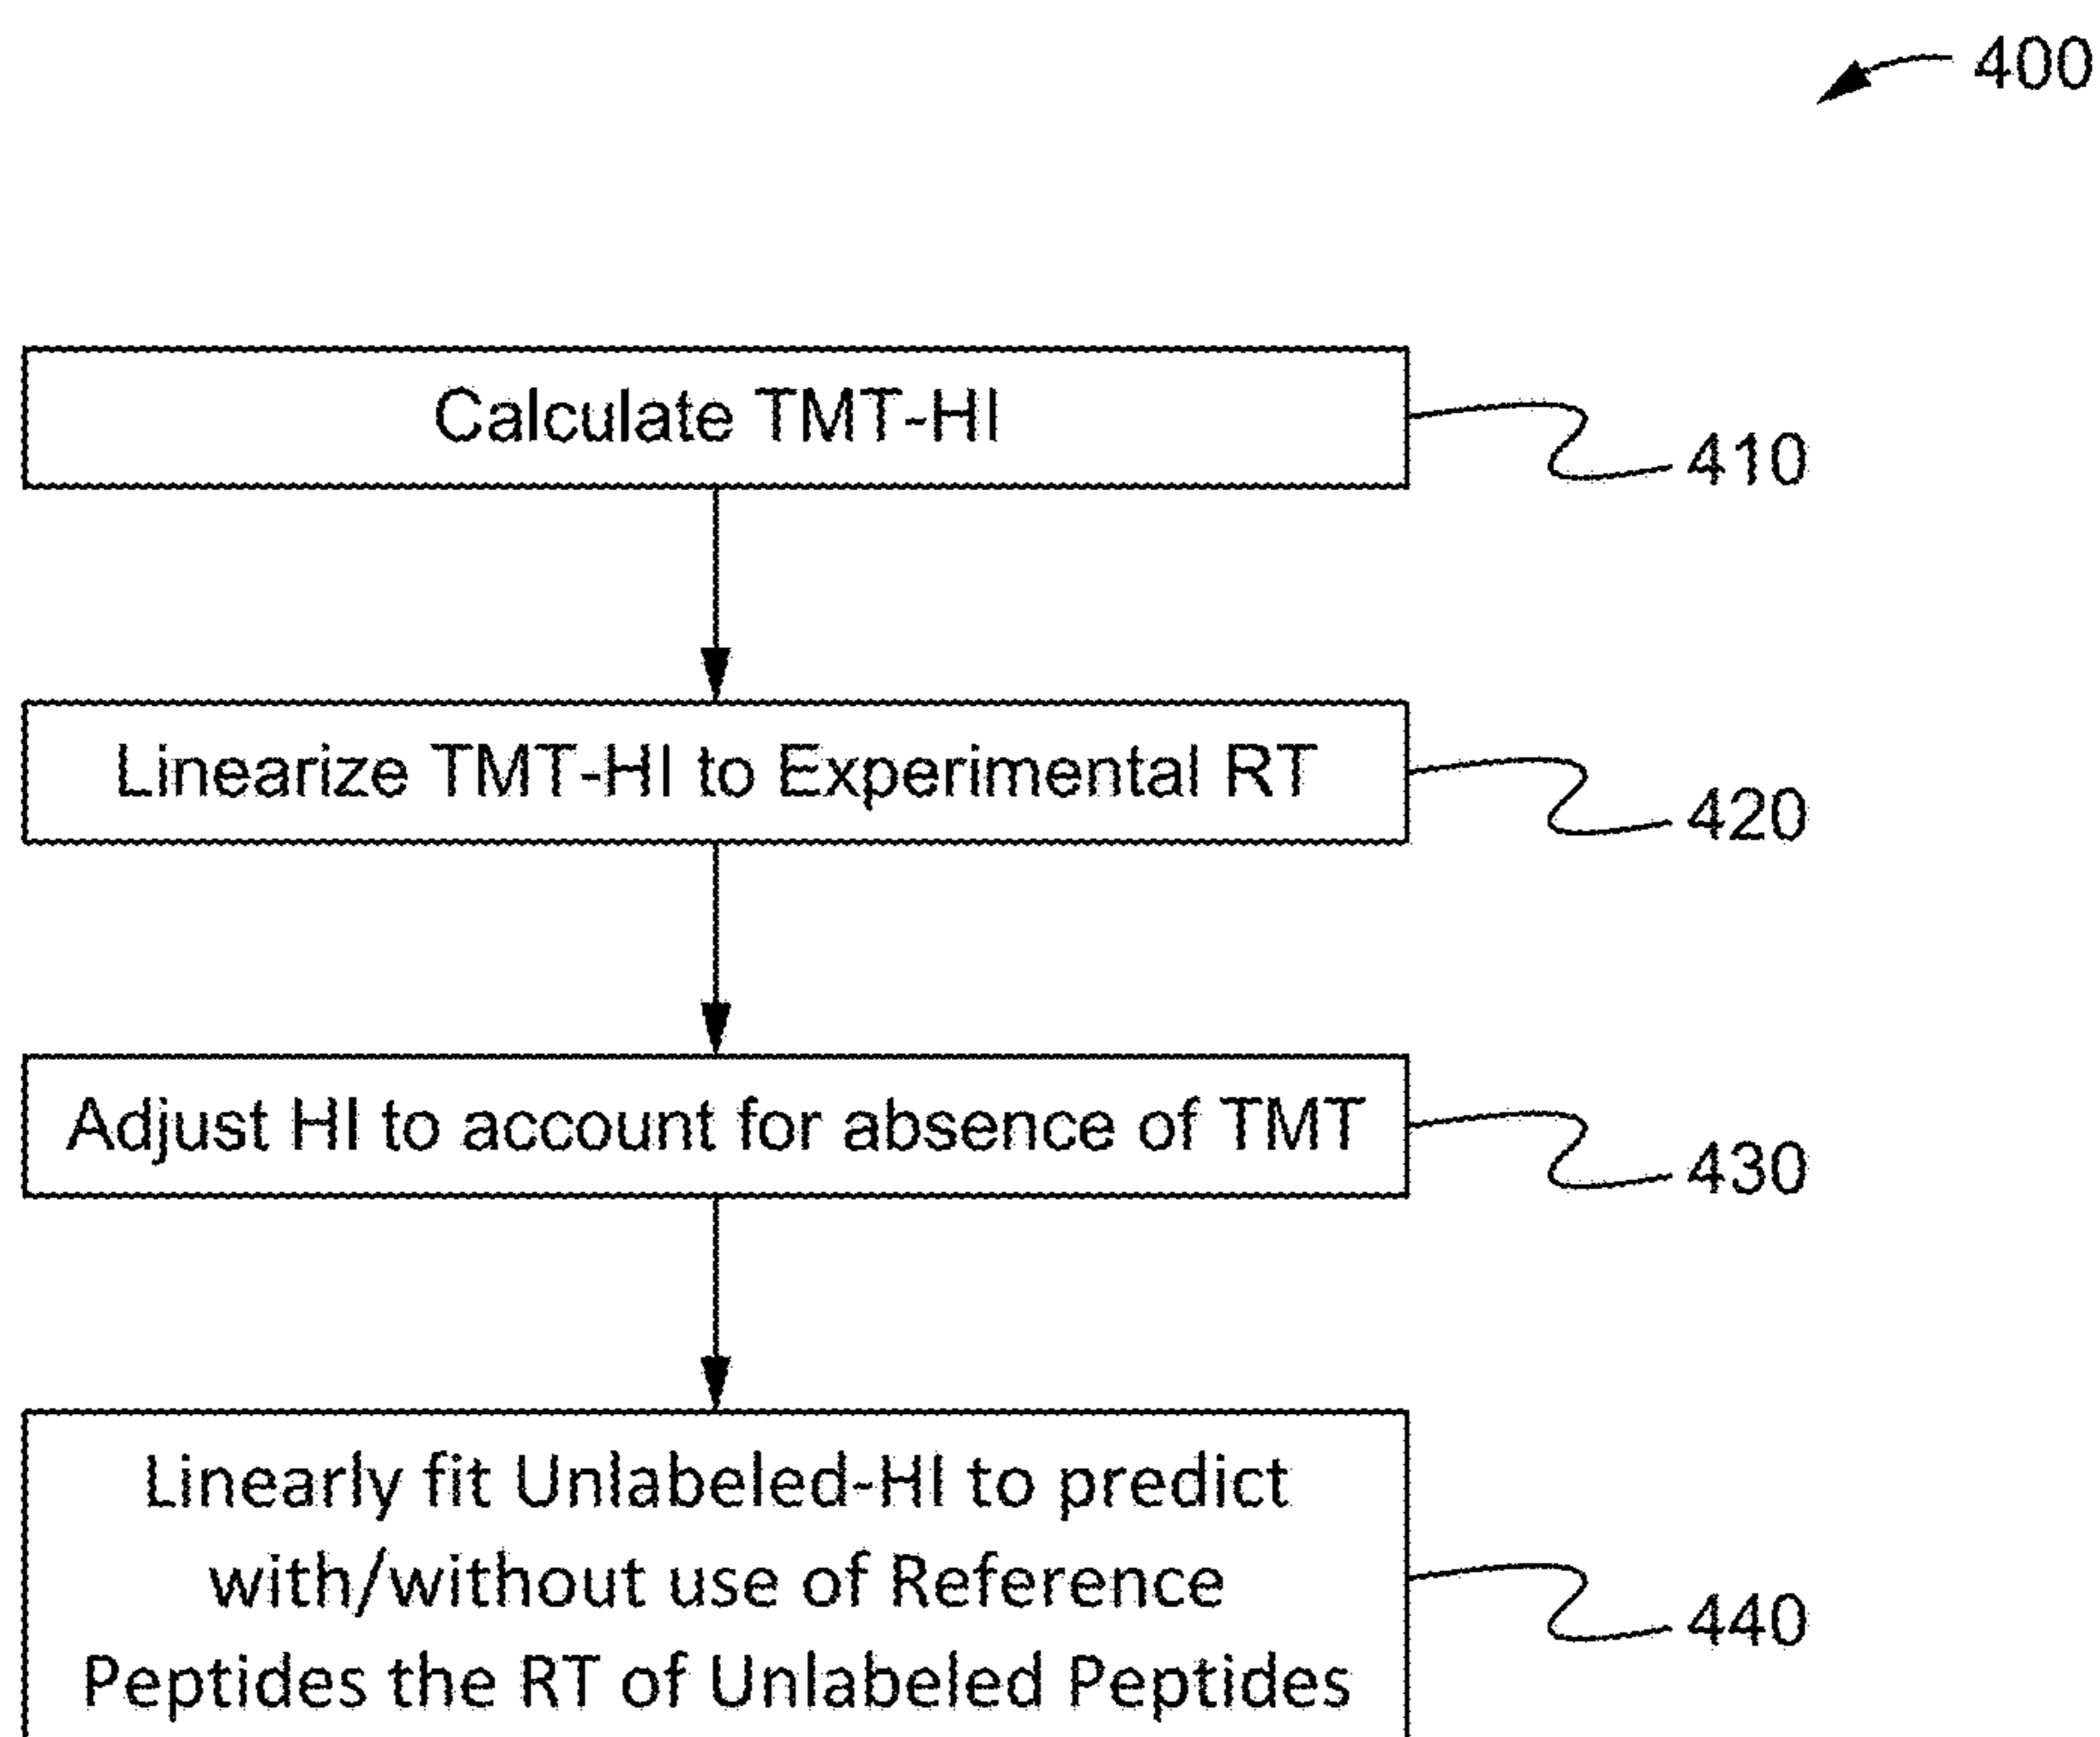 400
Calculate TMT-HI
410
Linearize TMT-HI to Experimental RT
420
Adjust HI to account for absence of TMT
430
Linearly fit Unlabeled-HI to predict
with/without use of Reference
Peptides the RT of Unlabeled Peptides
440